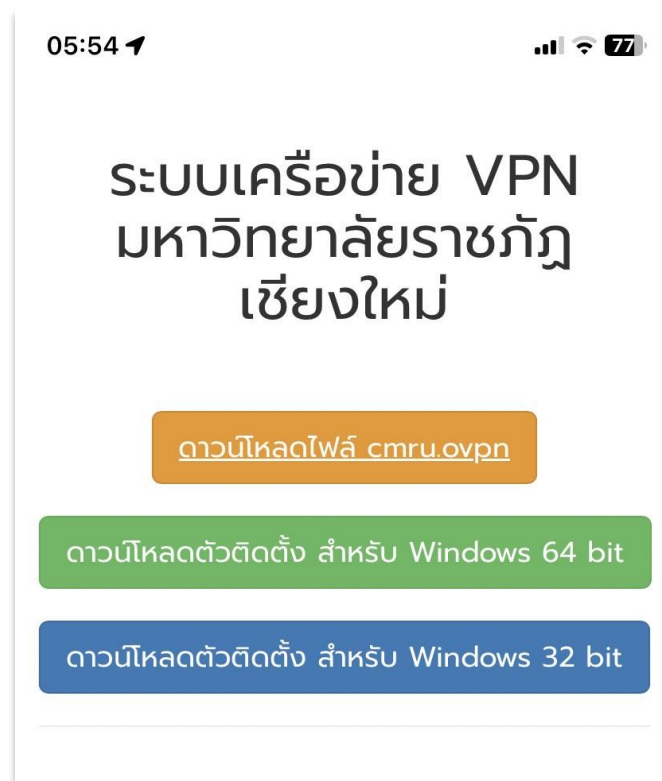 05:54
77
ระบบเครือข่าย VPN
มหาวิทยาลัยราชภัฏ
เชียงใหม่
ดาวน์โหลดไฟล์ cmru.ovpn
ดาวน์โหลดตัวติดตั้ง สำหรับ Windows 64 bit
ดาวน์โหลดตัวติดตั้ง สำหรับ Windows 32 bit